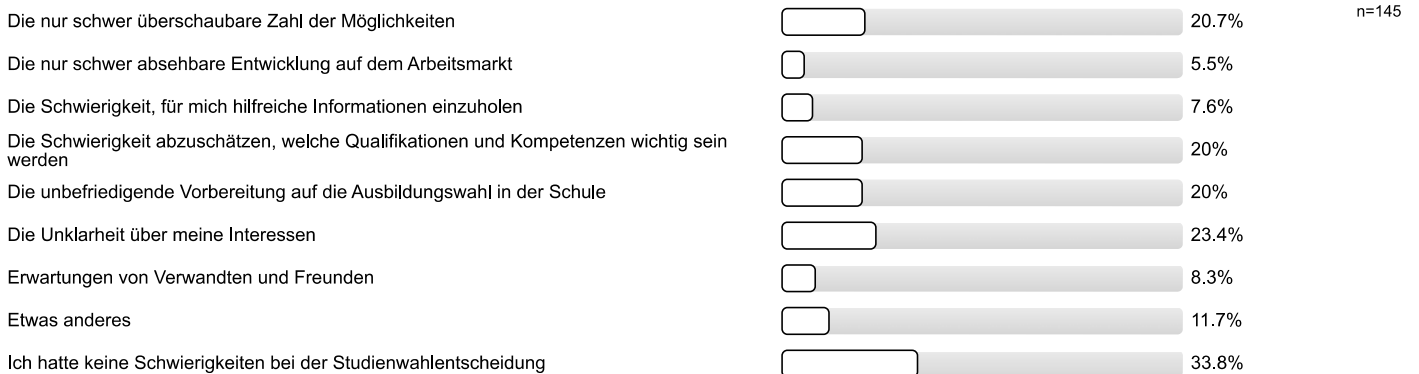 n=145
Die nur schwer überschaubare Zahl der Möglichkeiten 20.7%
Die nur schwer absehbare Entwicklung auf dem Arbeitsmarkt 5.5%
Die Schwierigkeit, für mich hilfreiche Informationen einzuholen 7.6%
Die Schwierigkeit abzuschätzen, welche Qualifikationen und Kompetenzen wichtig sein
werden 20%
Die unbefriedigende Vorbereitung auf die Ausbildungswahl in der Schule 20%
Die Unklarheit über meine Interessen 23.4%
Erwartungen von Verwandten und Freunden 8.3%
Etwas anderes 11.7%
Ich hatte keine Schwierigkeiten bei der Studienwahlentscheidung 33.8%